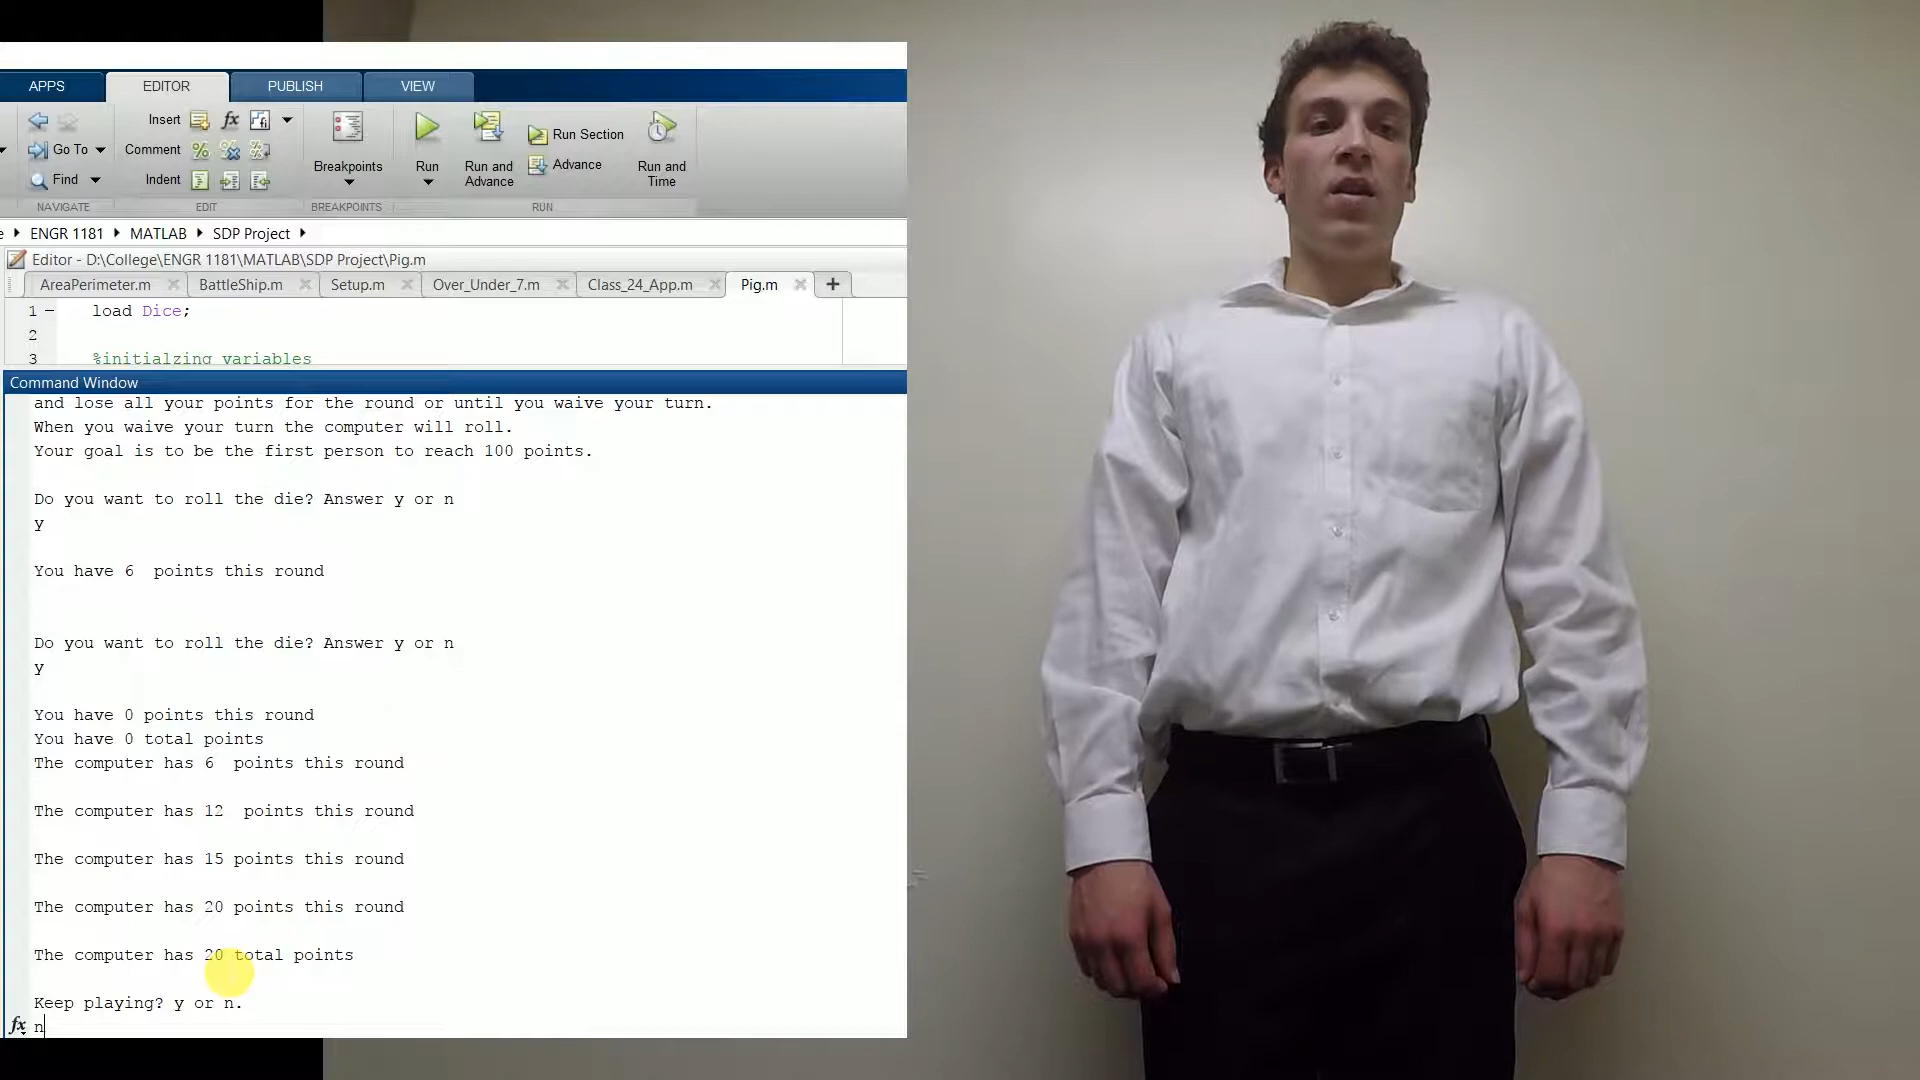 APPS EDITOR PUBLISH VIEW
Insert fx
Go To Comment
Find Indent
Breakpoints
Run
Run and Advance
Run Section
Advance
Run and Time
NAVIGATE EDIT BREAKPOINTS RUN
ENGR 1181 MATLAB SDP Project
Editor - D:\College\ENGR 1181\MATLAB\SDP Project\Pig.m
AreaPerimeter.m BattleShip.m Setup.m Over_Under_7.m Class_24_App.m Pig.m +
1 load Dice;
2
3 %initialzing variables
Command Window
and lose all your points for the round or until you waive your turn.
When you waive your turn the computer will roll.
Your goal is to be the first person to reach 100 points.
Do you want to roll the die? Answer y or n
y
You have 6 points this round
Do you want to roll the die? Answer y or n
y
You have 0 points this round
You have 0 total points
The computer has 6 points this round
The computer has 12 points this round
The computer has 15 points this round
The computer has 20 points this round
The computer has 20 total points
Keep playing? y or n.
fx n